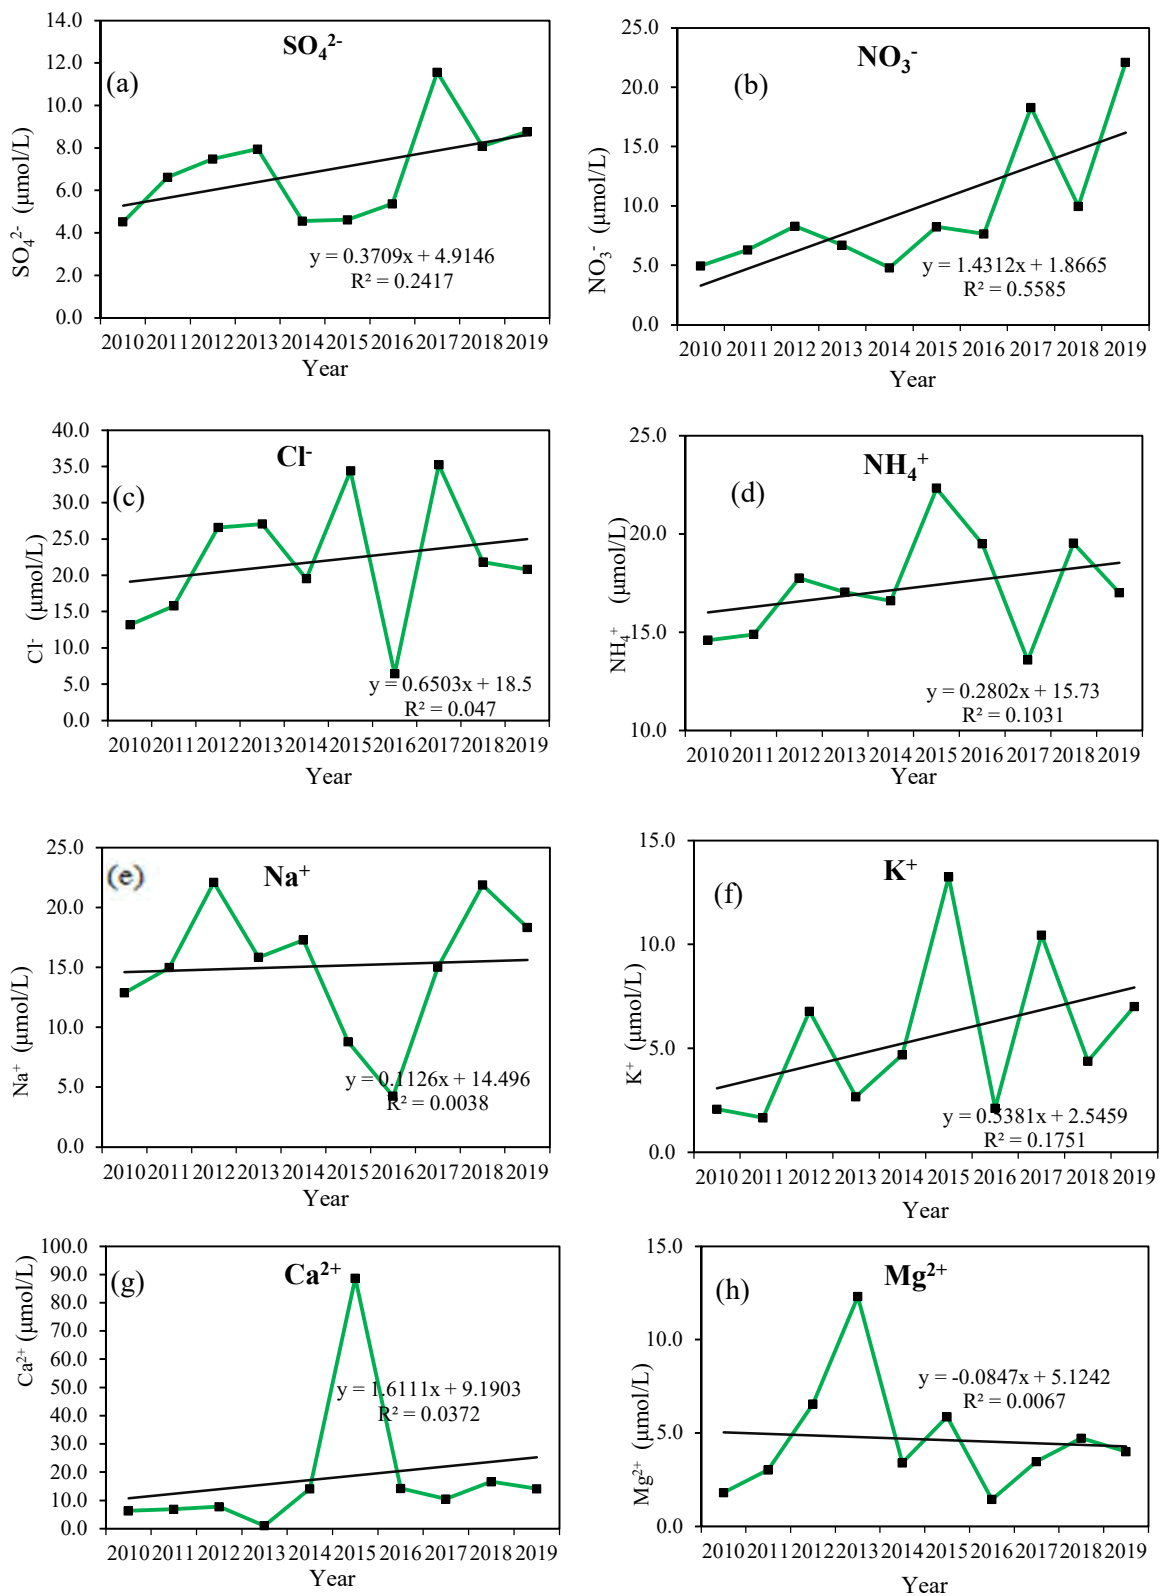 SO₄²⁻
(a)
14.0
12.0
10.0
8.0
6.0
4.0
2.0
0.0
SO₄²⁻ (µmol/L)
y = 0.3709x + 4.9146
R² = 0.2417
2010 2011 2012 2013 2014 2015 2016 2017 2018 2019
Year
NO₃⁻
(b)
25.0
20.0
15.0
10.0
5.0
0.0
NO₃⁻ (µmol/L)
y = 1.4312x + 1.8665
R² = 0.5585
2010 2011 2012 2013 2014 2015 2016 2017 2018 2019
Year
Cl⁻
(c)
40.0
35.0
30.0
25.0
20.0
15.0
10.0
5.0
0.0
Cl⁻ (µmol/L)
y = 0.6503x + 18.5
R² = 0.047
2010 2011 2012 2013 2014 2015 2016 2017 2018 2019
Year
NH₄⁺
(d)
25.0
20.0
15.0
10.0
NH₄⁺ (µmol/L)
y = 0.2802x + 15.73
R² = 0.1031
2010 2011 2012 2013 2014 2015 2016 2017 2018 2019
Year
Na⁺
(e)
25.0
20.0
15.0
10.0
5.0
0.0
Na⁺ (µmol/L)
y = 0.1126x + 14.496
R² = 0.0038
2010 2011 2012 2013 2014 2015 2016 2017 2018 2019
Year
K⁺
(f)
15.0
10.0
5.0
0.0
K⁺ (µmol/L)
y = 0.5381x + 2.5459
R² = 0.1751
2010 2011 2012 2013 2014 2015 2016 2017 2018 2019
Year
Ca²⁺
(g)
100.0
90.0
80.0
70.0
60.0
50.0
40.0
30.0
20.0
10.0
0.0
Ca²⁺ (µmol/L)
y = 1.6111x + 9.1903
R² = 0.0372
2010 2011 2012 2013 2014 2015 2016 2017 2018 2019
Year
Mg²⁺
(h)
15.0
10.0
5.0
0.0
Mg²⁺ (µmol/L)
y = -0.0847x + 5.1242
R² = 0.0067
2010 2011 2012 2013 2014 2015 2016 2017 2018 2019
Year